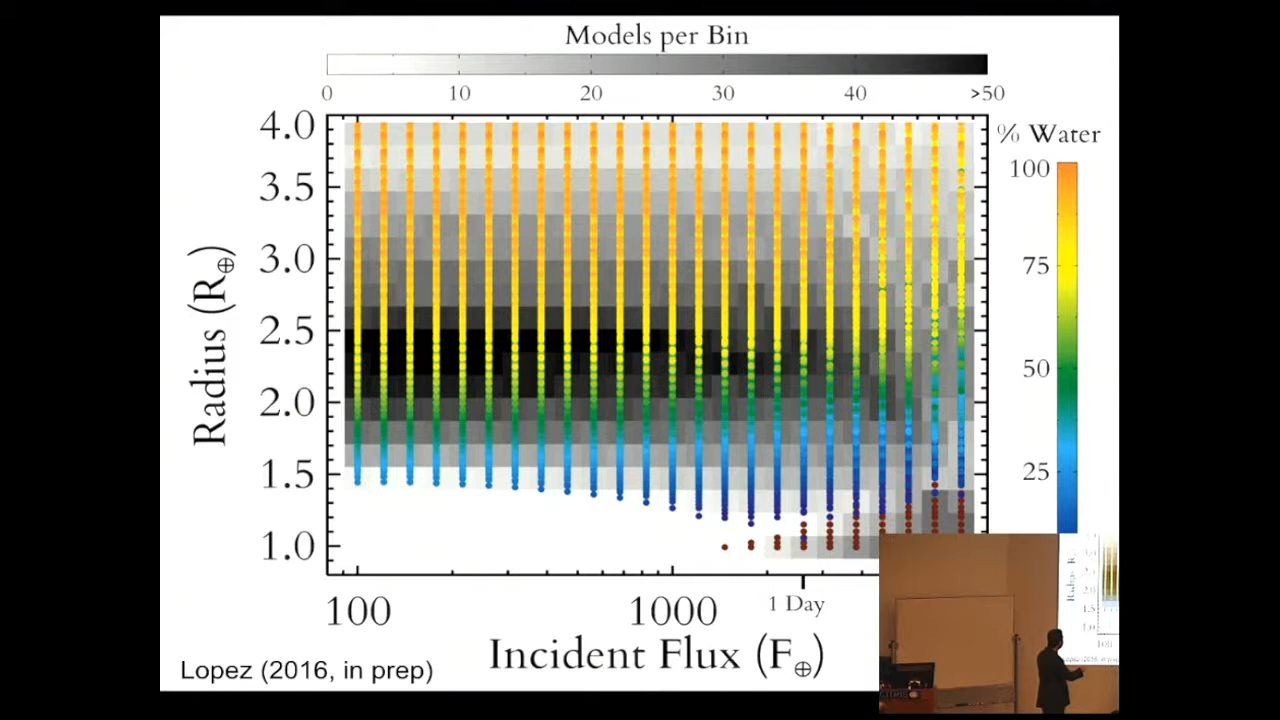 Models per Bin
0 10 20 30 40 >50
% Water
100
75
50
25
Radius (R⊕)
4.0
3.5
3.0
2.5
2.0
1.5
1.0
100 1000 1 Day
Incident Flux (F⊕)
Lopez (2016, in prep)